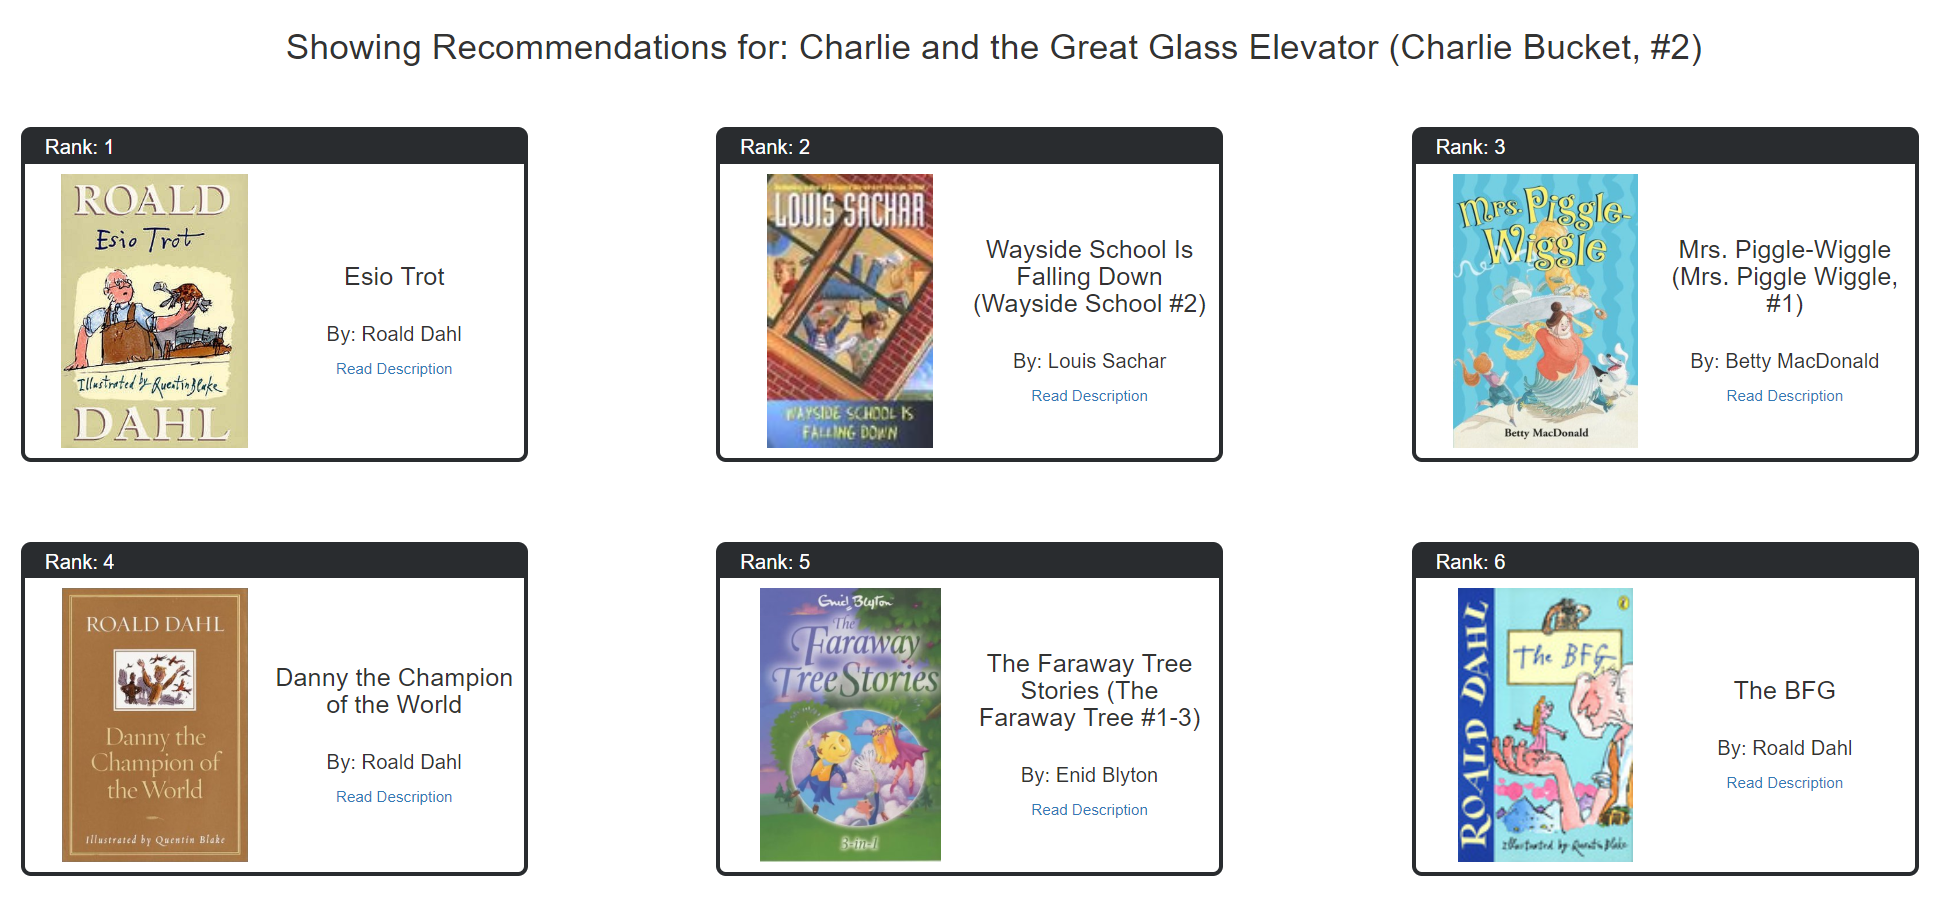 Showing Recommendations for: Charlie and the Great Glass Elevator (Charlie Bucket, #2)
Rank: 1
ROALD
Esio Trot
Illustrated by Quentin Blake
DAHL
Esio Trot
By: Roald Dahl
Read Description
Rank: 2
LOUIS SACHAR
WAYSIDE SCHOOL IS
FALLING DOWN
Wayside School Is
Falling Down
(Wayside School #2)
By: Louis Sachar
Read Description
Rank: 3
Mrs. Piggle-
Wiggle
Betty MacDonald
Mrs. Piggle-Wiggle
(Mrs. Piggle Wiggle,
#1)
By: Betty MacDonald
Read Description
Rank: 4
ROALD DAHL
Danny the
Champion of
the World
Illustrated by Quentin Blake
Danny the Champion
of the World
By: Roald Dahl
Read Description
Rank: 5
Enid Blyton
The
Faraway
Tree Stories
3-in-1
The Faraway Tree
Stories (The
Faraway Tree #1-3)
By: Enid Blyton
Read Description
Rank: 6
ROALD DAHL
The BFG
Illustrated by Quentin Blake
The BFG
By: Roald Dahl
Read Description